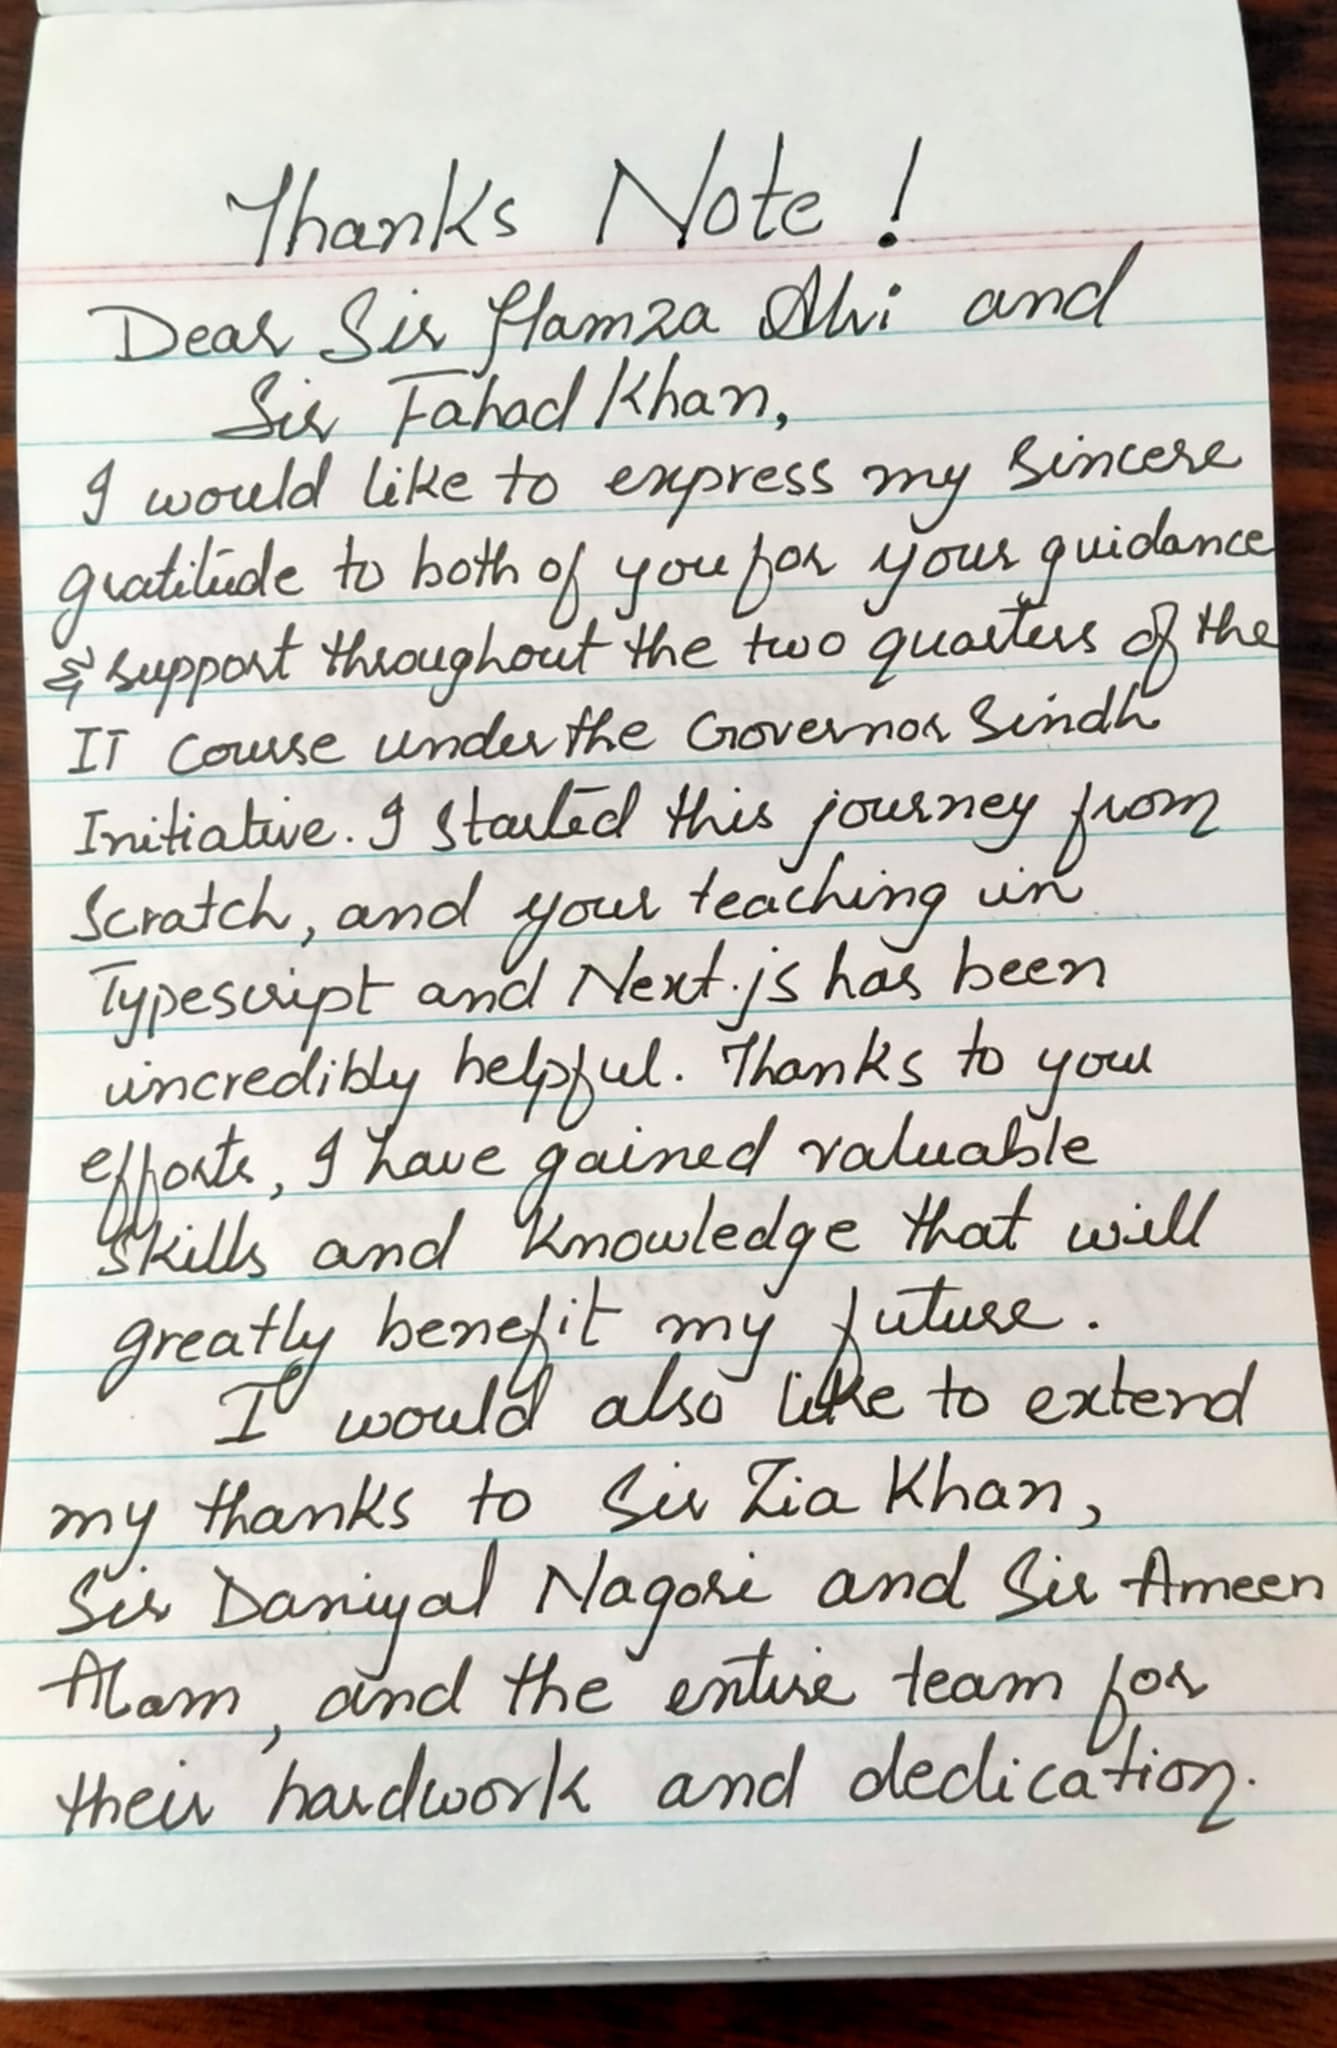 Thanks Note !
Dear Sir Hamza Alvi and
Sir Fahad Khan,
I would like to express my sincere
gratitude to both of you for your guidance
& support throughout the two quarters of the
IT Course under the Governor Sindh
Initiative. I started this journey from
Scratch, and your teaching in
Typescript and Next.js has been
incredibly helpful. Thanks to your
efforts, I have gained valuable
skills and knowledge that will
greatly benefit my future.
I would also like to extend
my thanks to Sir Zia Khan,
Sir Daniyal Nagori and Sir Ameen
Alam, and the entire team for
their hardwork and dedication.